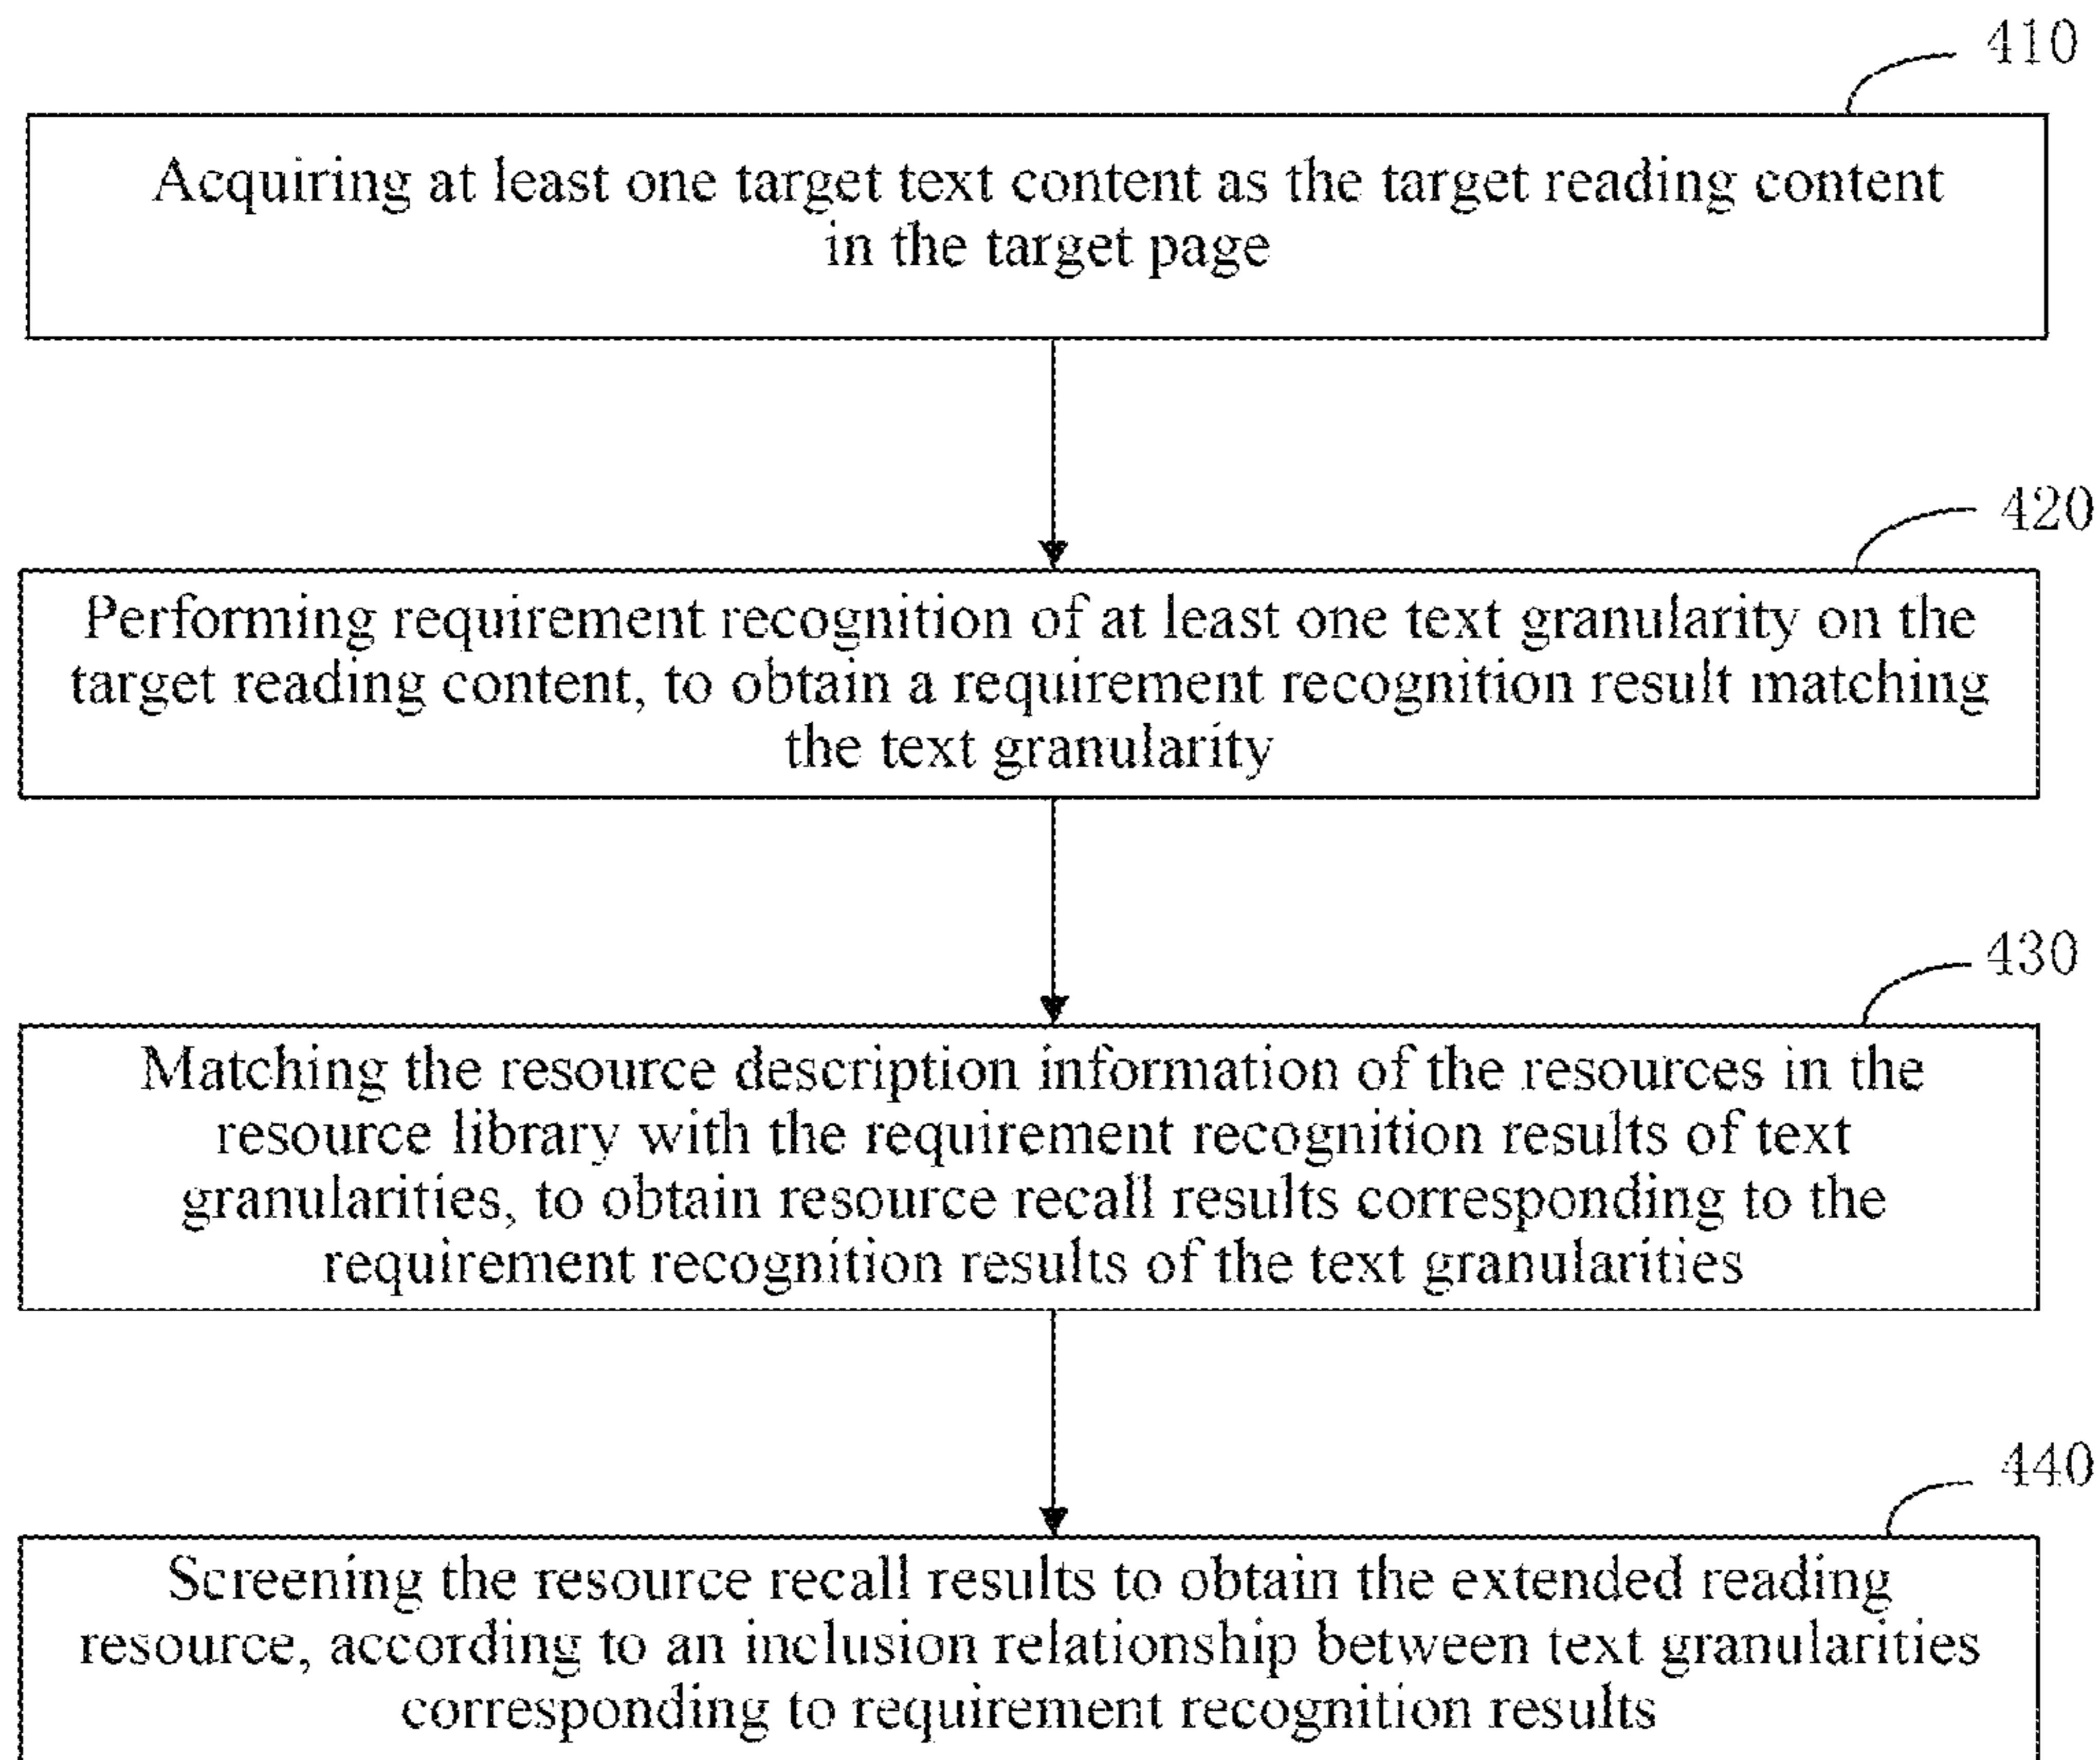 410
Acquiring at least one target text content as the target reading content
in the target page
420
Performing requirement recognition of at least one text granularity on the
target reading content, to obtain a requirement recognition result matching
the text granularity
430
Matching the resource description information of the resources in the
resource library with the requirement recognition results of text
granularities, to obtain resource recall results corresponding to the
requirement recognition results of the text granularities
440
Screening the resource recall results to obtain the extended reading
resource, according to an inclusion relationship between text granularities
corresponding to requirement recognition results